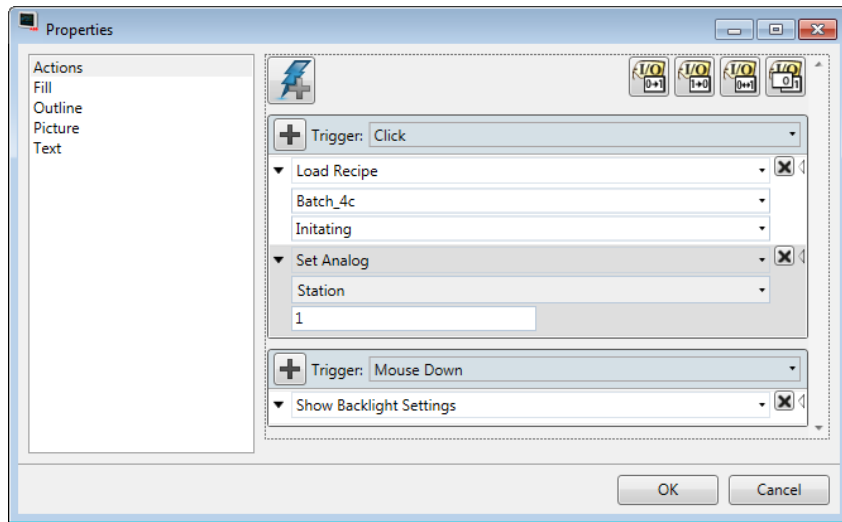 Properties
Actions
Fill
Outline
Picture
Text
I/O 0→1 I/O 1→0 I/O 0↔1 I/O 0 1
Trigger: Click
Load Recipe
Batch_4c
Initating
Set Analog
Station
1
Trigger: Mouse Down
Show Backlight Settings
OK Cancel